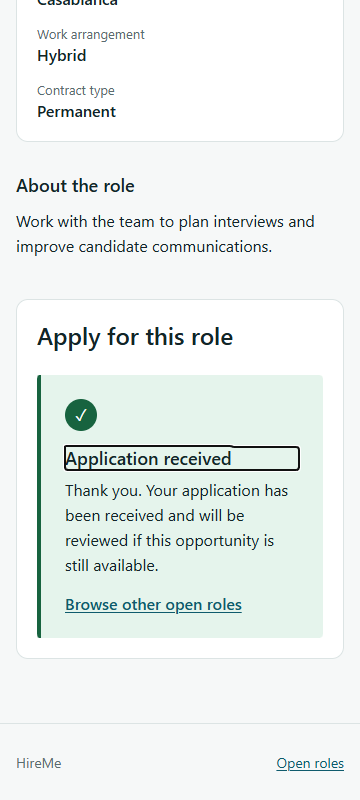 Casablanca
Work arrangement
Hybrid
Contract type
Permanent
About the role
Work with the team to plan interviews and
improve candidate communications.
Apply for this role
✓
Application received
Thank you. Your application has
been received and will be
reviewed if this opportunity is
still available.
Browse other open roles
HireMe
Open roles